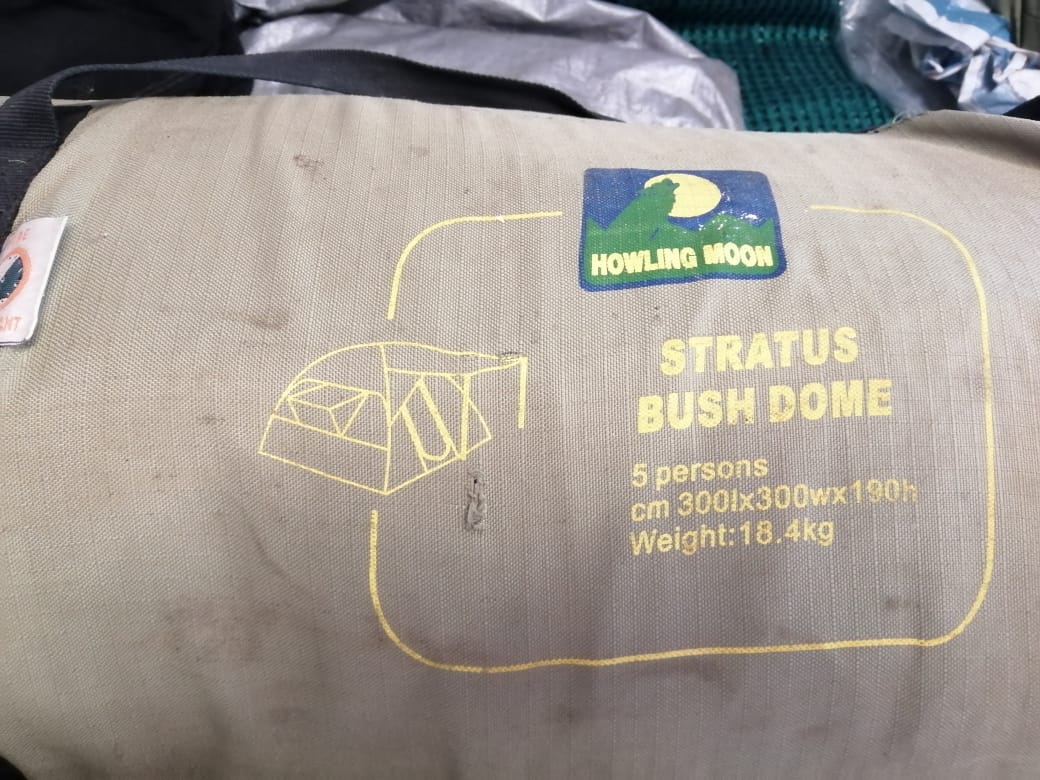 HOWLING MOON
STRATUS
BUSH DOME
5 persons
cm 300lx300wx190h
Weight:18.4kg